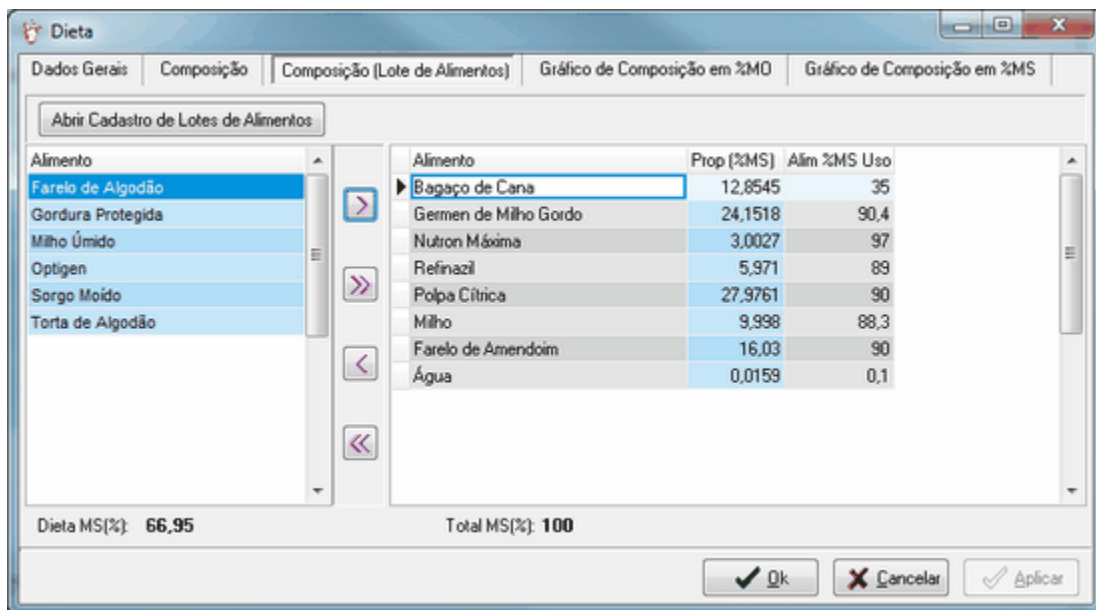 Dieta
Dados Gerais Composição Composição (Lote de Alimentos) Gráfico de Composição em %MO Gráfico de Composição em %MS
Abrir Cadastro de Lotes de Alimentos
Alimento
Farelo de Algodão
Gordura Protegida
Milho Úmido
Optigen
Sorgo Moído
Torta de Algodão
Alimento Prop (%MS) Alim %MS Uso
Bagaço de Cana 12,8545 35
Germen de Milho Gordo 24,1518 90,4
Nutron Máxima 3,0027 97
Refinazil 5,971 89
Polpa Cítrica 27,9761 90
Milho 9,998 88,3
Farelo de Amendoim 16,03 90
Água 0,0159 0,1
Dieta MS(%): 66,95 Total MS(%): 100
Ok Cancelar Aplicar